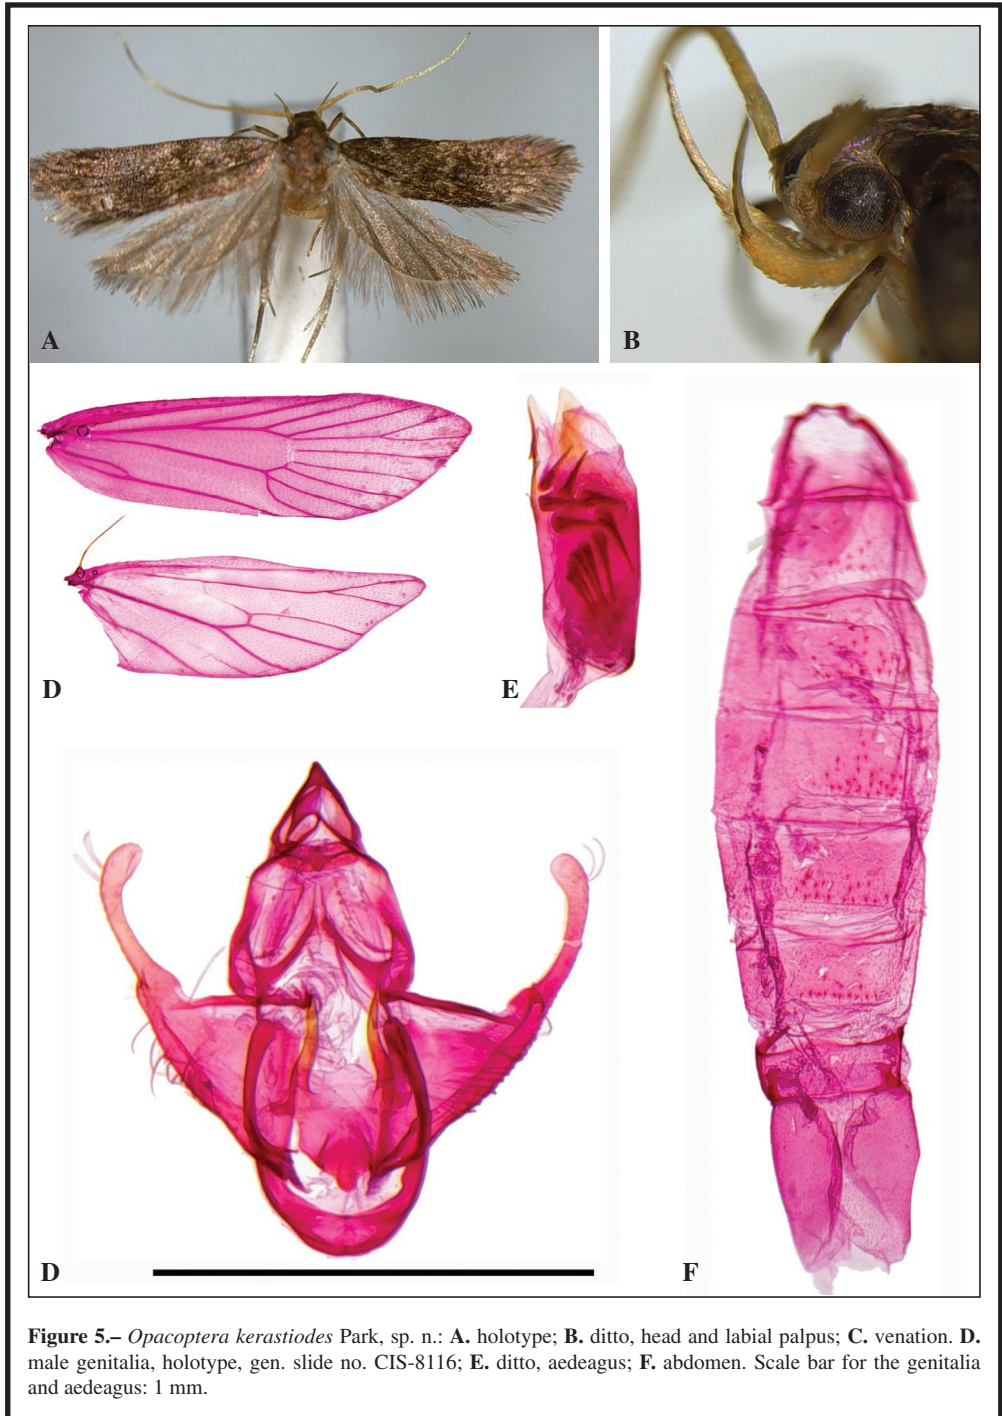 A
B
D
E
D
F
Figure 5.– Opacoptera kerastiodes Park, sp. n.: A. holotype; B. ditto, head and labial palpus; C. venation. D.
male genitalia, holotype, gen. slide no. CIS-8116; E. ditto, aedeagus; F. abdomen. Scale bar for the genitalia
and aedeagus: 1 mm.